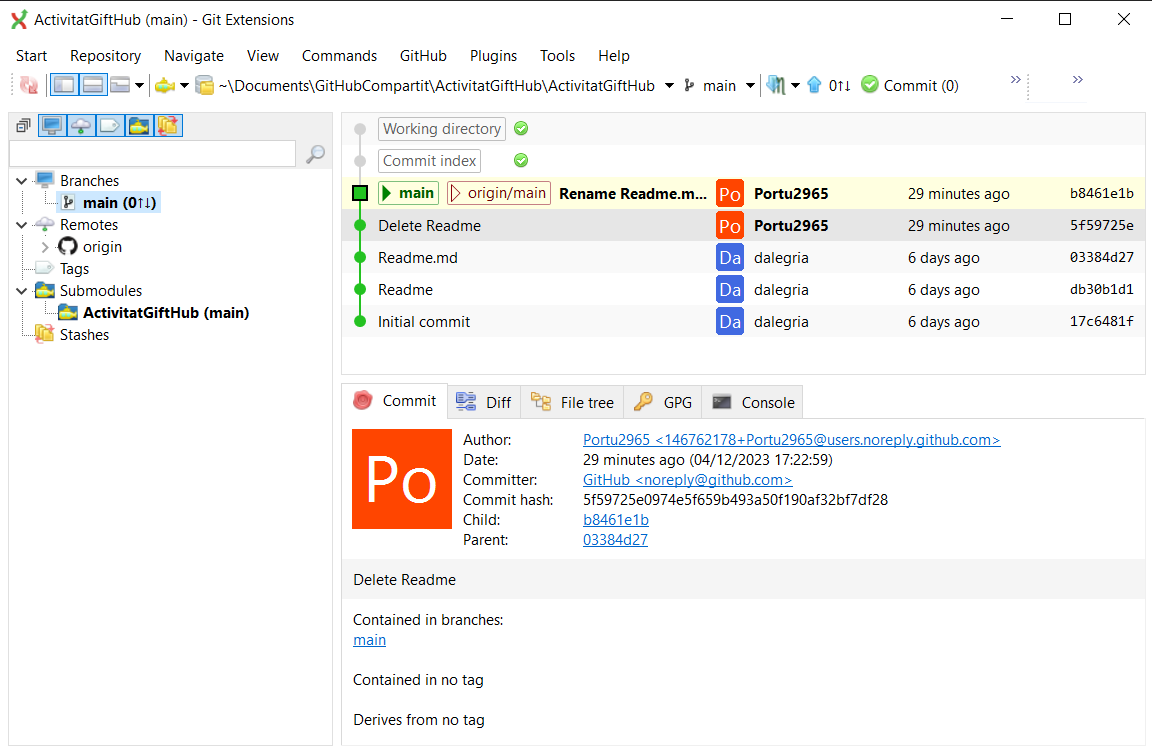 ActivitatGiftHub (main) - Git Extensions
Start Repository Navigate View Commands GitHub Plugins Tools Help
~\Documents\GitHubCompartit\ActivitatGiftHub\ActivitatGiftHub main 0↑↓ Commit (0) » »
Branches
main (0↑↓)
Remotes
origin
Tags
Submodules
ActivitatGiftHub (main)
Stashes
Working directory
Commit index
main origin/main Rename Readme.m... Po Portu2965 29 minutes ago b8461e1b
Delete Readme Po Portu2965 29 minutes ago 5f59725e
Readme.md Da dalegria 6 days ago 03384d27
Readme Da dalegria 6 days ago db30b1d1
Initial commit Da dalegria 6 days ago 17c6481f
Commit Diff File tree GPG Console
Po
Author: Portu2965 <146762178+Portu2965@users.noreply.github.com>
Date: 29 minutes ago (04/12/2023 17:22:59)
Committer: GitHub <noreply@github.com>
Commit hash: 5f59725e0974e5f659b493a50f190af32bf7df28
Child: b8461e1b
Parent: 03384d27
Delete Readme
Contained in branches:
main
Contained in no tag
Derives from no tag